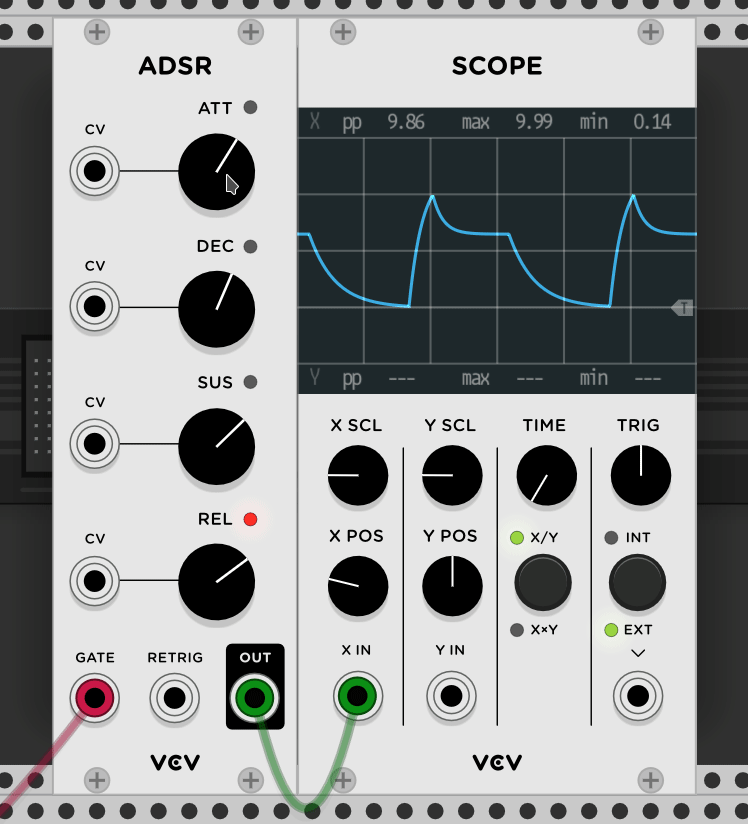 ADSR
ATT
CV
DEC
CV
SUS
CV
REL
CV
GATE RETRIG OUT
VCV
SCOPE
X pp 9.86 max 9.99 min 0.14
T
Y pp --- max --- min ---
X SCL Y SCL TIME TRIG
X POS Y POS X/Y INT
X×Y EXT
X IN Y IN
VCV